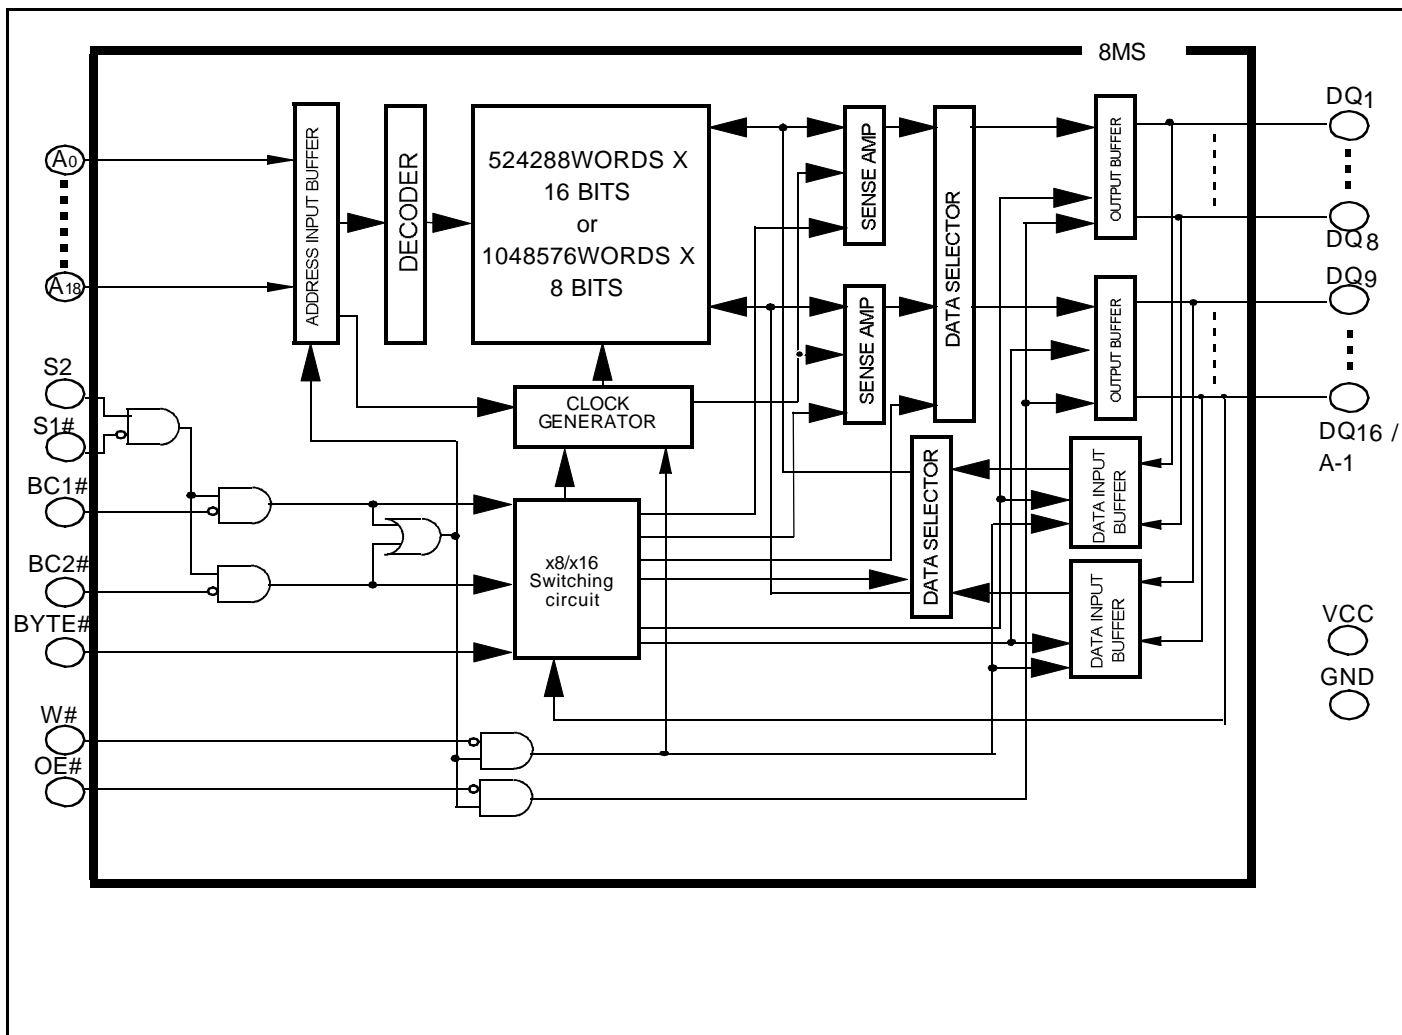 8MS
A0
A18
S2
S1#
BC1#
BC2#
BYTE#
W#
OE#
ADDRESS INPUT BUFFER
DECODER
524288WORDS X
16 BITS
or
1048576WORDS X
8 BITS
CLOCK
GENERATOR
x8/x16
Switching
circuit
SENSE AMP
SENSE AMP
DATA SELECTOR
DATA SELECTOR
OUTPUT BUFFER
OUTPUT BUFFER
DATA INPUT
BUFFER
DATA INPUT
BUFFER
DQ1
DQ8
DQ9
DQ16 /
A-1
VCC
GND